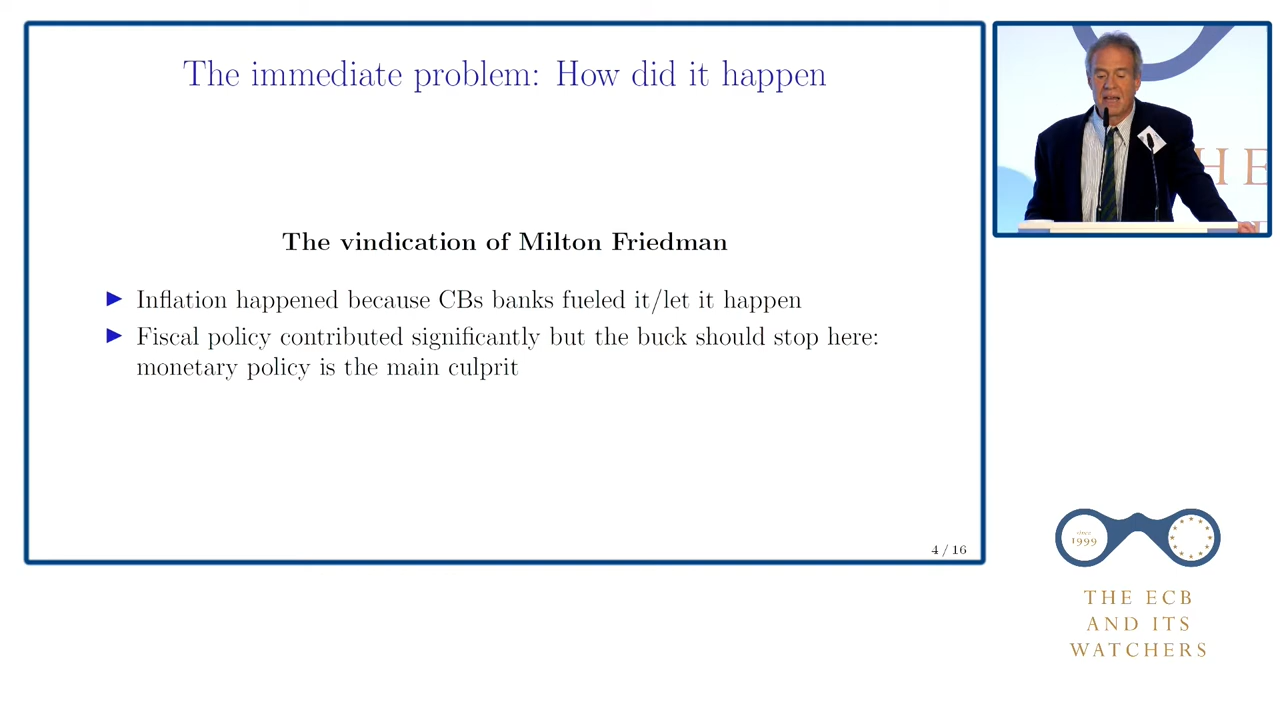 The immediate problem: How did it happen
The vindication of Milton Friedman
Inflation happened because CBs banks fueled it/let it happen
Fiscal policy contributed significantly but the buck should stop here:
monetary policy is the main culprit
4 / 16
HE
since
1999
THE ECB
AND ITS
WATCHERS